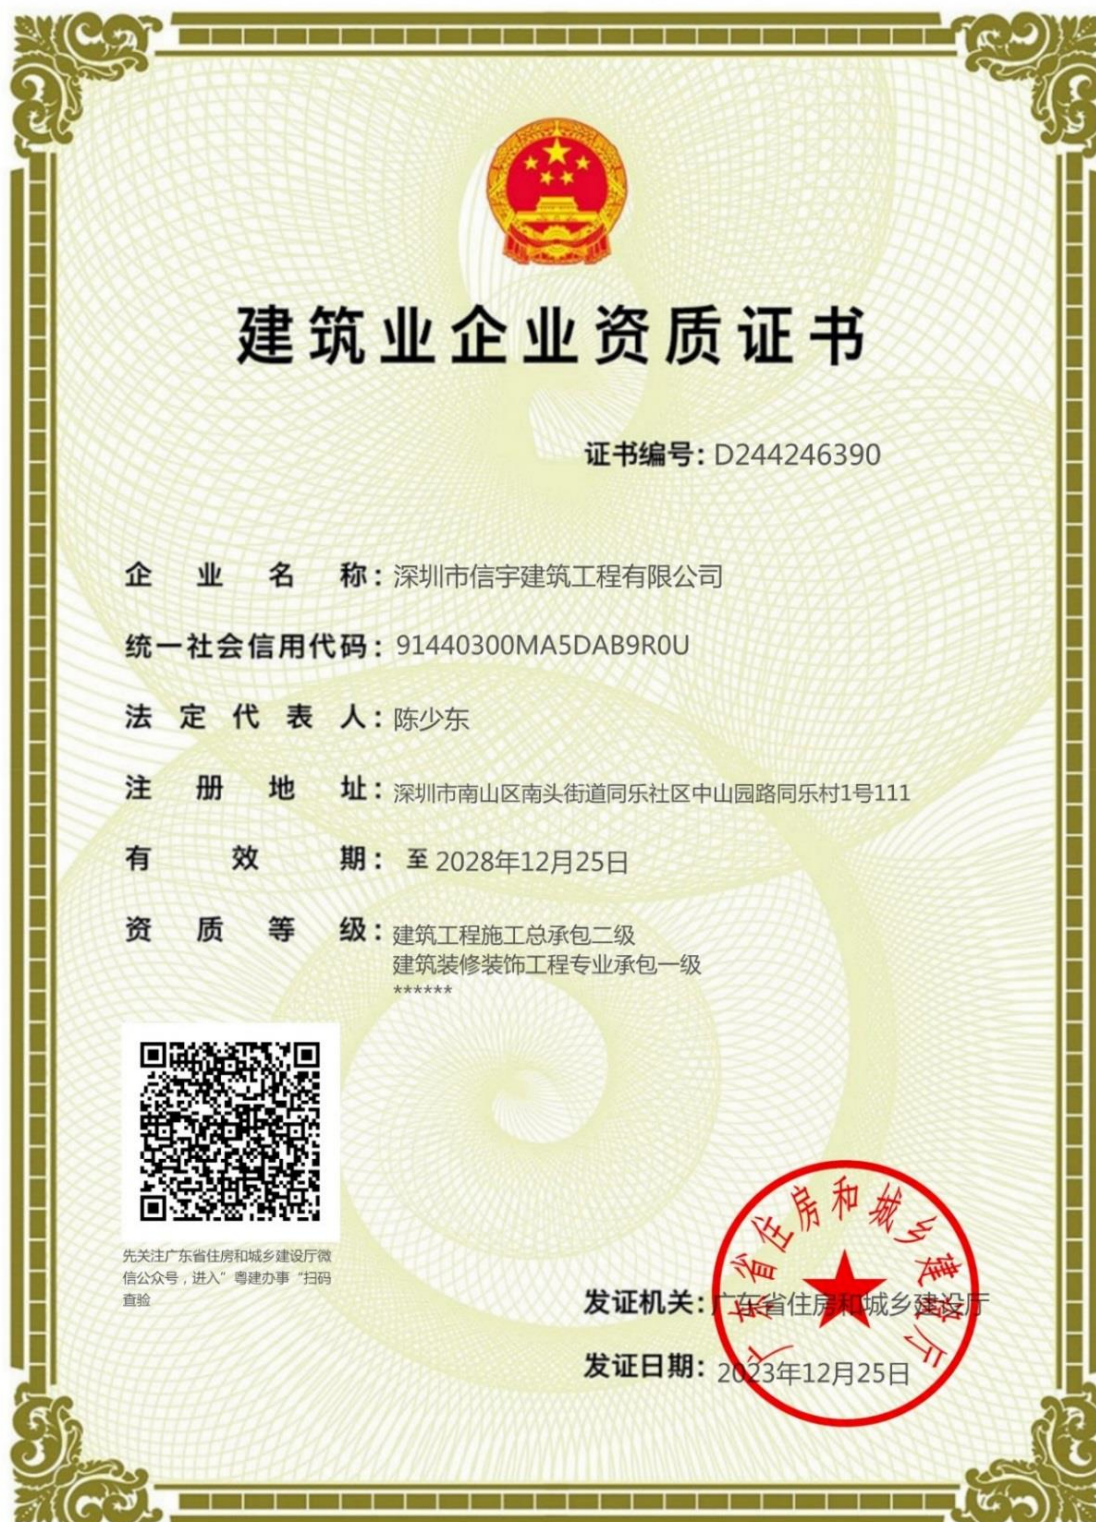 建筑业企业资质证书
证书编号：D244246390
企业名称：深圳市信宇建筑工程有限公司
统一社会信用代码：91440300MA5DAB9R0U
法定代表人：陈少东
注册地址：深圳市南山区南头街道同乐社区中山园路同乐村1号111
有效期：至 2028年12月25日
资质等级：建筑工程施工总承包二级
建筑装修装饰工程专业承包一级
******
先关注广东省住房和城乡建设厅微
信公众号，进入”粤建办事“扫码
查验
广东省住房和城乡建设厅
发证机关：广东省住房和城乡建设厅
发证日期：2023年12月25日